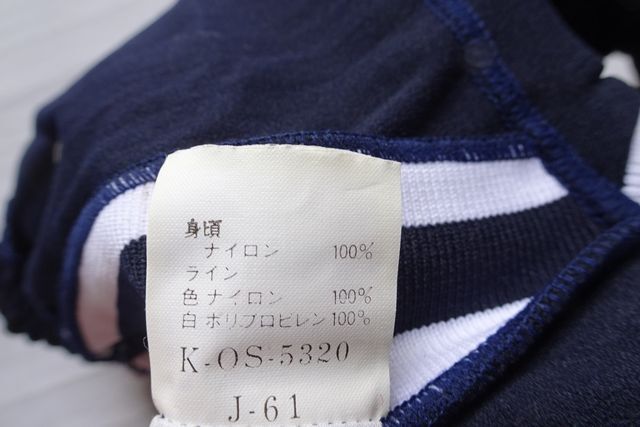 身頃
ナイロン 100%
ライン
色 ナイロン 100%
白 ポリプロピレン 100%
K-OS-5320
J-61